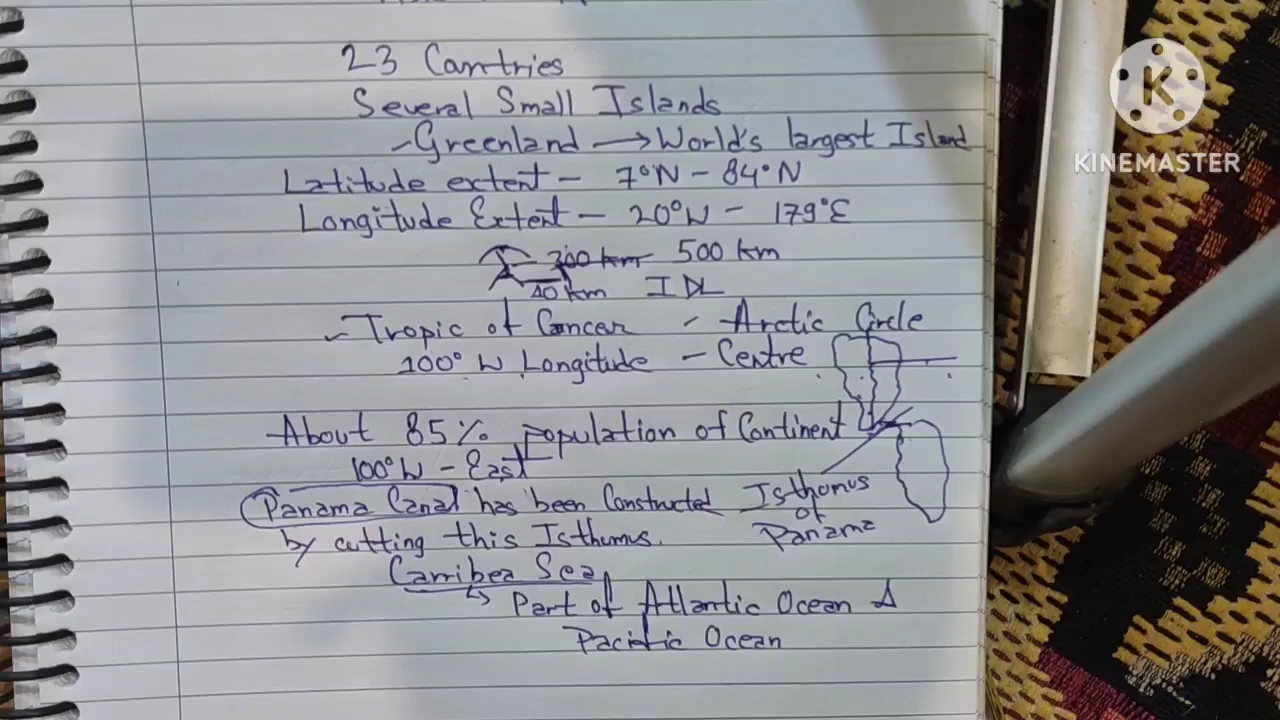 23 Countries
Several Small Islands
- Greenland → World's largest Island
Latitude extent - 7°N - 84°N
Longitude Extent - 20°W - 179°E
300 km 500 km
40 km IDL
- Tropic of Cancer - Arctic Circle
100° W Longitude - Centre
About 85% Population of Continent
100° W - East
Panama Canal has been Constructed
by cutting this Isthmus.
Isthomus
of
Panama
Carribea Sea
↳ Part of Atlantic Ocean &
Pacific Ocean
K
KINEMASTER